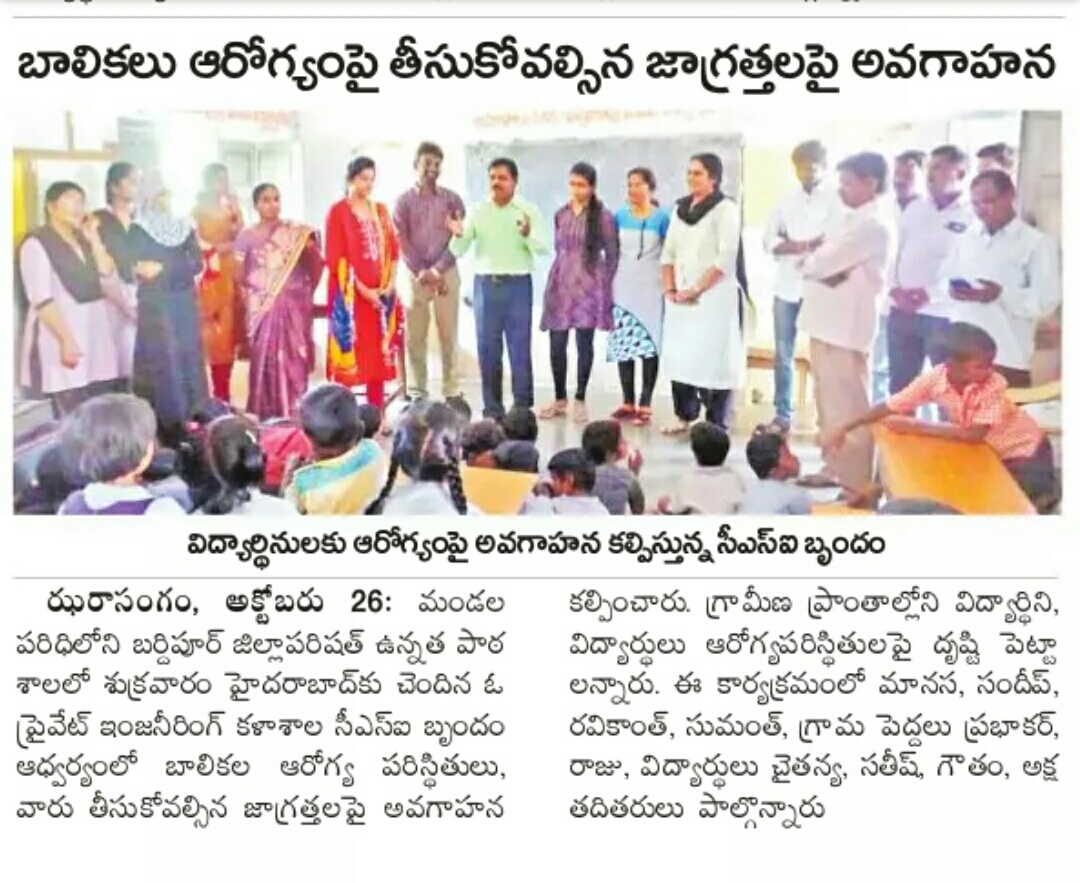 బాలికలు ఆరోగ్యంపై తీసుకోవల్సిన జాగ్రత్తలపై అవగాహన
విద్యార్థినులకు ఆరోగ్యంపై అవగాహన కల్పిస్తున్న సీఎస్ఐ బృందం
ఝరాసంగం, అక్టోబరు 26: మండల
పరిధిలోని బర్దిపూర్ జిల్లాపరిషత్ ఉన్నత పాఠ
శాలలో శుక్రవారం హైదరాబాద్‌కు చెందిన ఓ
ప్రైవేట్ ఇంజనీరింగ్ కళాశాల సీఎస్ఐ బృందం
ఆధ్వర్యంలో బాలికల ఆరోగ్య పరిస్థితులు,
వారు తీసుకోవల్సిన జాగ్రత్తలపై అవగాహన
కల్పించారు. గ్రామీణ ప్రాంతాల్లోని విద్యార్థిని,
విద్యార్థులు ఆరోగ్యపరిస్థితులపై దృష్టి పెట్టా
లన్నారు. ఈ కార్యక్రమంలో మానస, సందీప్,
రవికాంత్, సుమంత్, గ్రామ పెద్దలు ప్రభాకర్,
రాజు, విద్యార్థులు చైతన్య, సతీష్, గౌతం, అక్ష
తదితరులు పాల్గొన్నారు